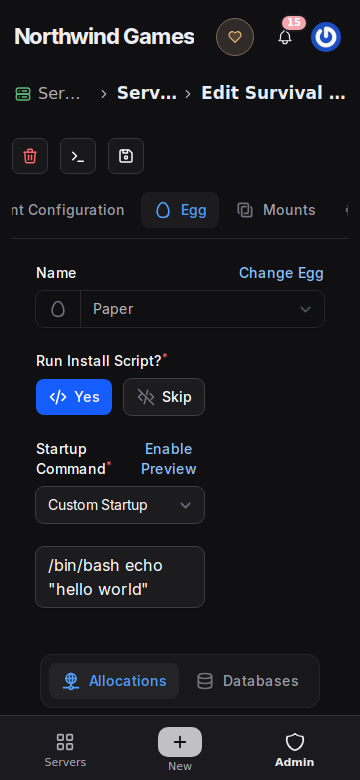 Northwind Games
15
Ser... > Serv... > Edit Survival ...
nt Configuration
Egg
Mounts
Name
Change Egg
Paper
Run Install Script?*
Yes
Skip
Startup
Command*
Enable
Preview
Custom Startup
/bin/bash echo
"hello world"
Allocations
Databases
Servers
New
Admin